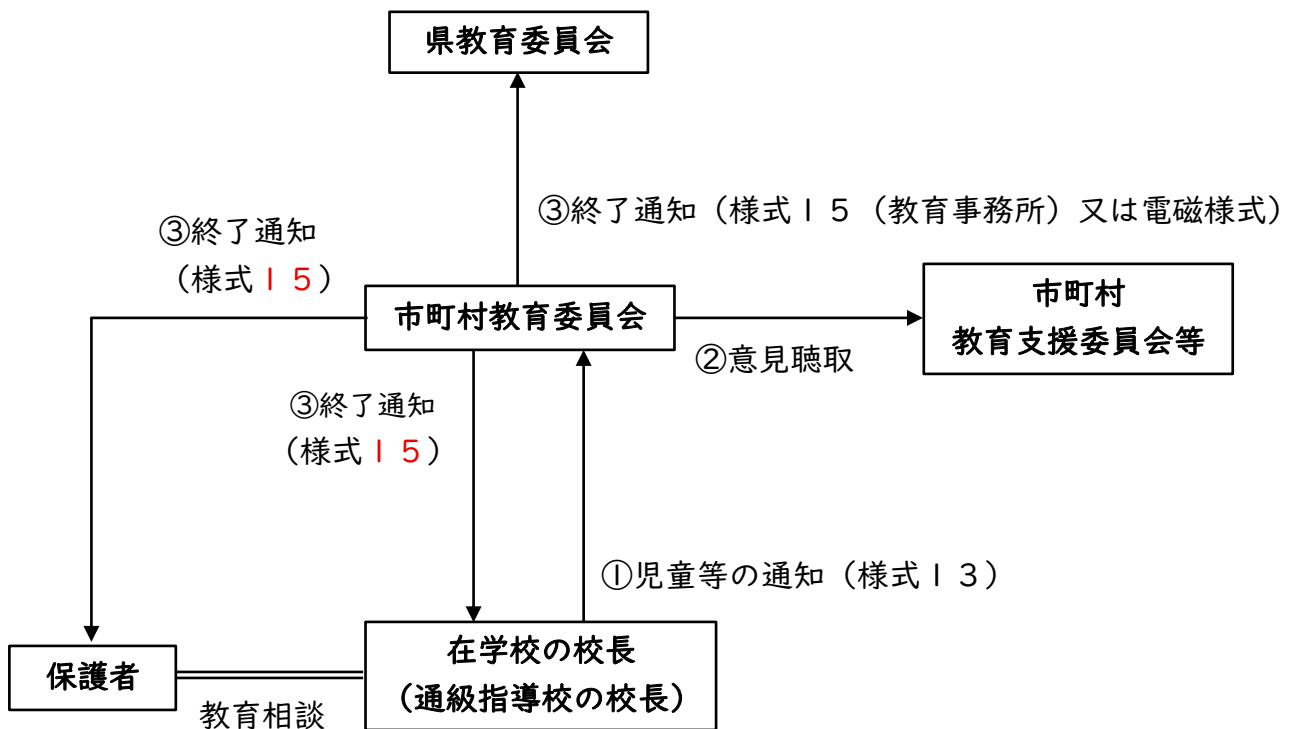 県教育委員会
③終了通知（様式１５（教育事務所）又は電磁様式）
③終了通知
（様式１５）
市町村教育委員会
市町村
教育支援委員会等
②意見聴取
③終了通知
（様式１５）
①児童等の通知（様式１３）
在学校の校長
（通級指導校の校長）
保護者
教育相談